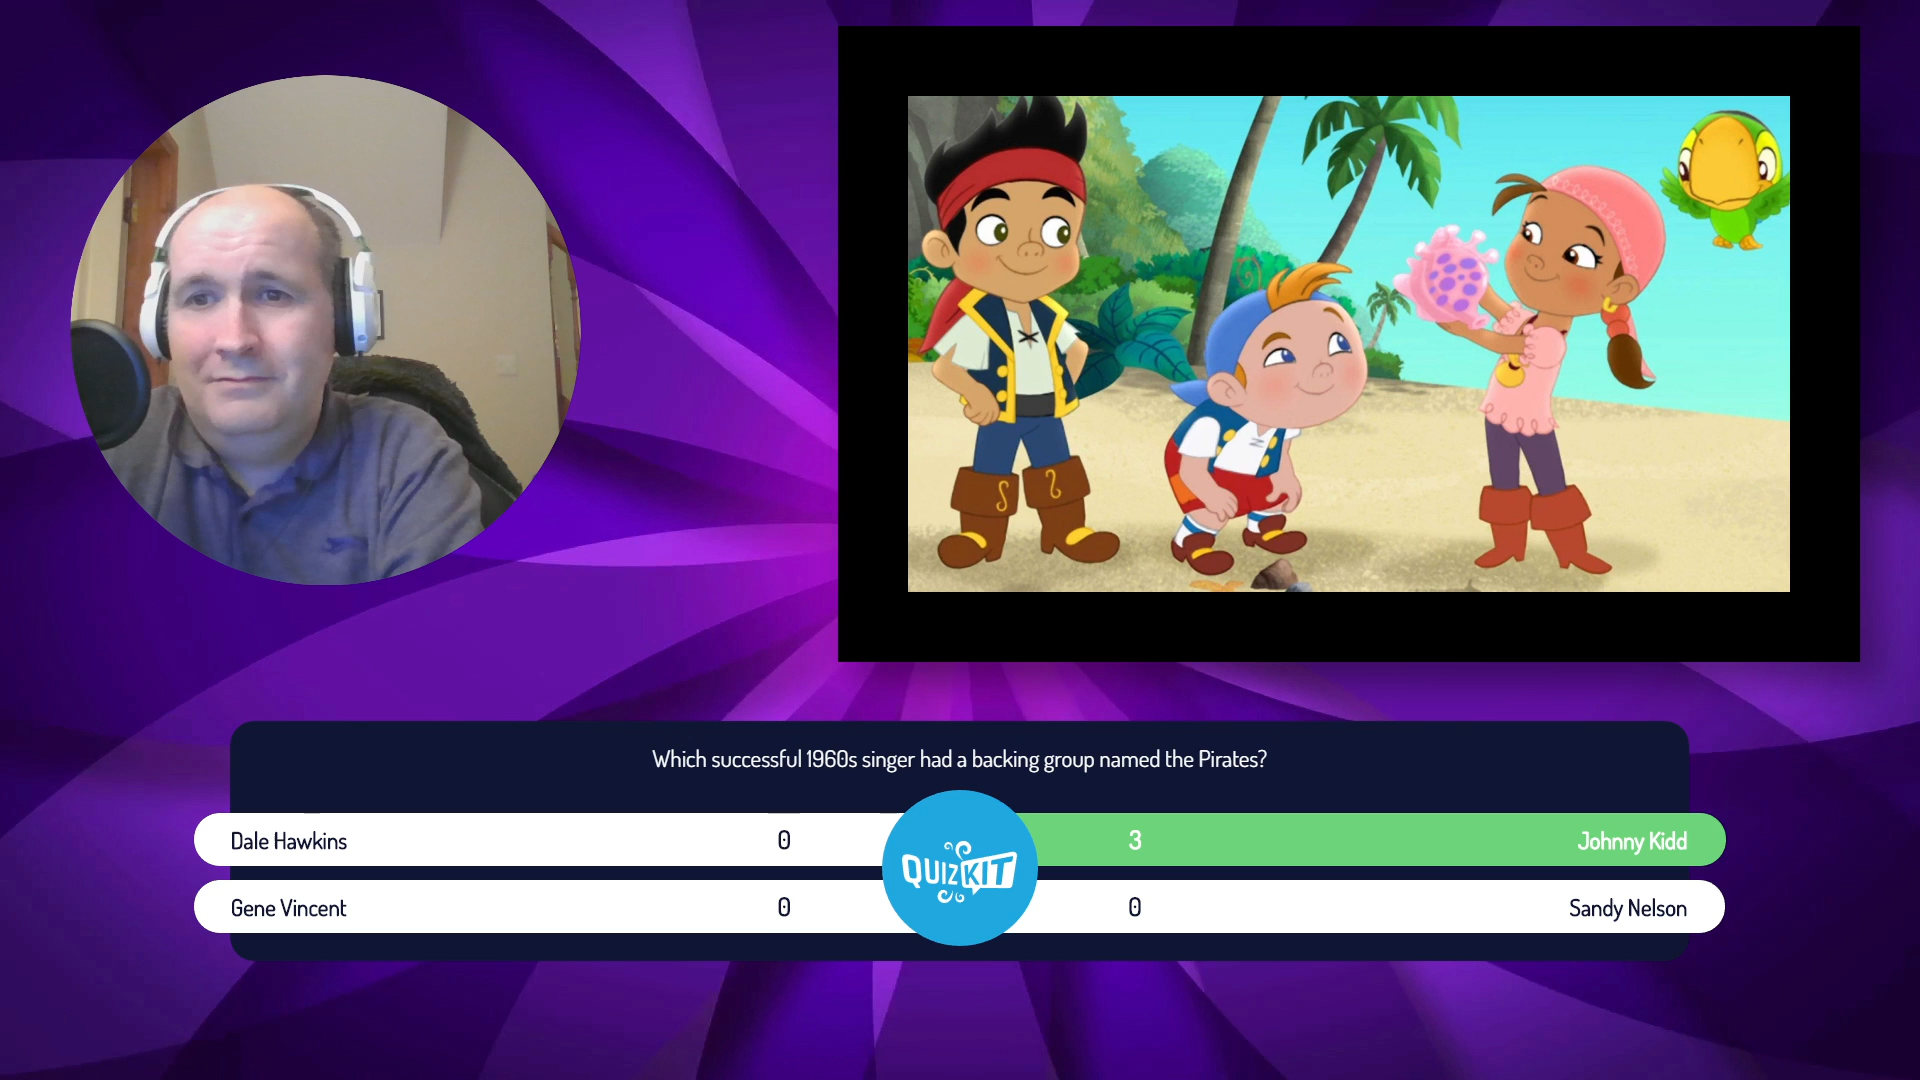 Which successful 1960s singer had a backing group named the Pirates?
Dale Hawkins 0 3 Johnny Kidd
QUIZKIT
Gene Vincent 0 0 Sandy Nelson